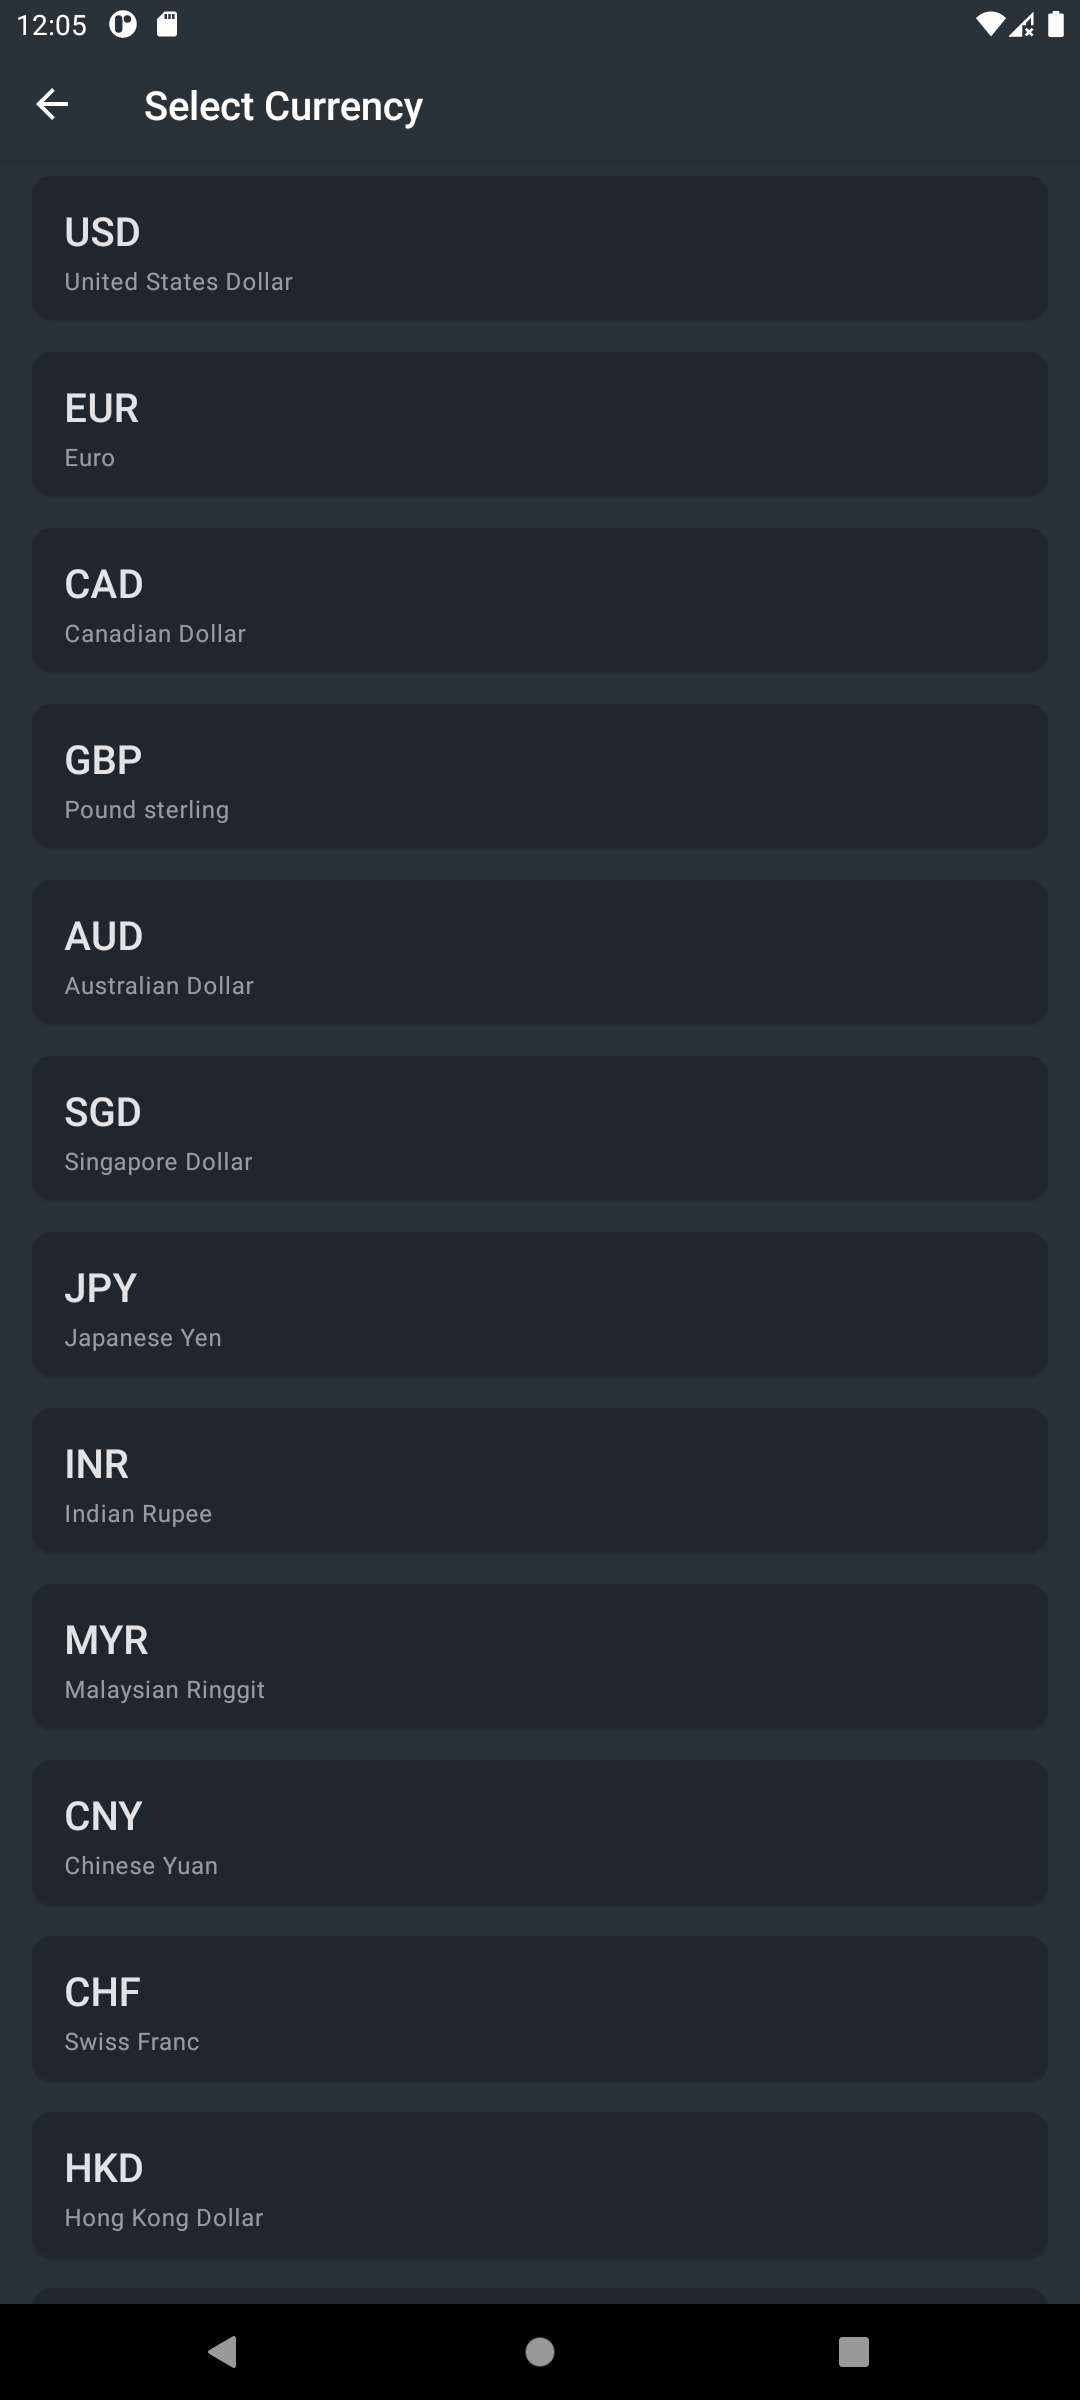 12:05
Select Currency
USD
United States Dollar
EUR
Euro
CAD
Canadian Dollar
GBP
Pound sterling
AUD
Australian Dollar
SGD
Singapore Dollar
JPY
Japanese Yen
INR
Indian Rupee
MYR
Malaysian Ringgit
CNY
Chinese Yuan
CHF
Swiss Franc
HKD
Hong Kong Dollar